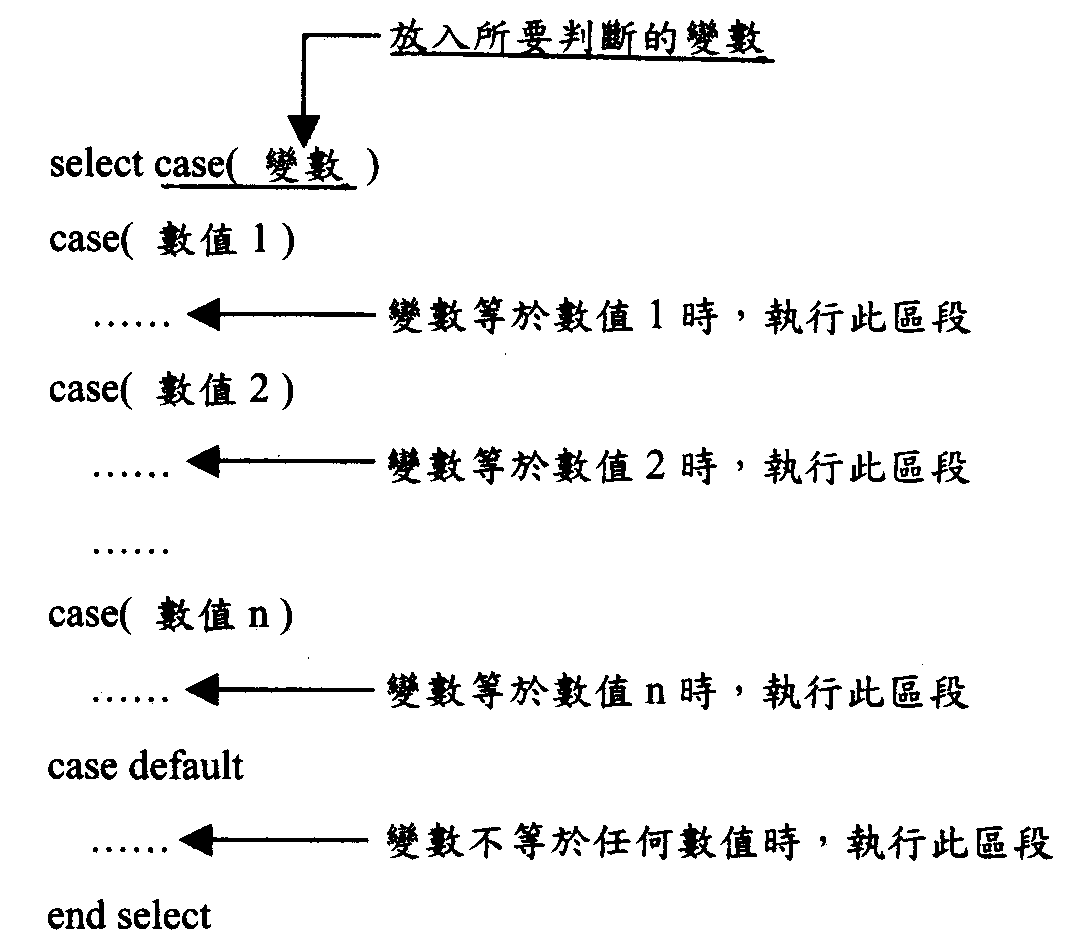 放入所要判斷的變數
select case( 變數 )
case( 數值 1 )
…… 變數等於數值 1 時，執行此區段
case( 數值 2 )
…… 變數等於數值 2 時，執行此區段
……
case( 數值 n )
…… 變數等於數值 n 時，執行此區段
case default
…… 變數不等於任何數值時，執行此區段
end select